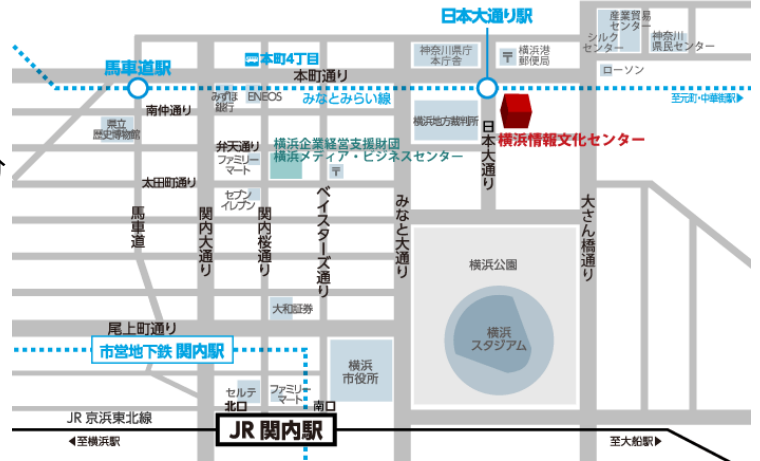 日本大通り駅
産業貿易
センター
シルク
センター
神奈川
県民センター
馬車道駅
本町4丁目
神奈川県庁
本庁舎
〒
横浜港
郵便局
ローソン
本町通り
みずほ
銀行
ENEOS
みなとみらい線
至元町・中華街駅▶
南仲通り
県立
歴史博物館
横浜地方裁判所
日本大通り
横浜情報文化センター
弁天通り
ファミリー
マート
横浜企業経営支援財団
横浜メディア・ビジネスセンター
〒
太田町通り
セブン
イレブン
馬車道
関内大通り
関内桜通り
ベイスターズ通り
みなと大通り
大さん橋通り
横浜公園
大和証券
尾上町通り
横浜
スタジアム
市営地下鉄 関内駅
横浜
市役所
セルテ
ファミリー
マート
北口
南口
JR 京浜東北線
JR 関内駅
◀至横浜駅
至大船駅▶